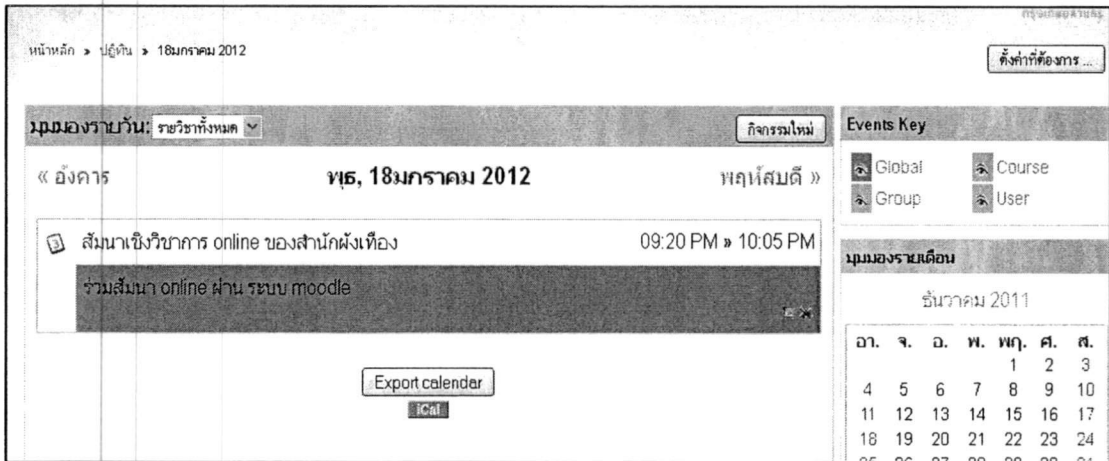 หน้าหลัก » ปฏิทิน » 18มกราคม 2012
ตั้งค่าที่ต้องการ ...
มุมมองรายวัน: รายวิชาทั้งหมด
กิจกรรมใหม่
« อังคาร พุธ, 18มกราคม 2012 พฤหัสบดี »
สัมนาเชิงวิชาการ online ของสำนักผังเมือง 09:20 PM » 10:05 PM
ร่วมสัมนา online ผ่าน ระบบ moodle
Export calendar
iCal
Events Key
Global Course
Group User
มุมมองรายเดือน
ธันวาคม 2011
อา. จ. อ. พ. พฤ. ศ. ส.
1 2 3
4 5 6 7 8 9 10
11 12 13 14 15 16 17
18 19 20 21 22 23 24